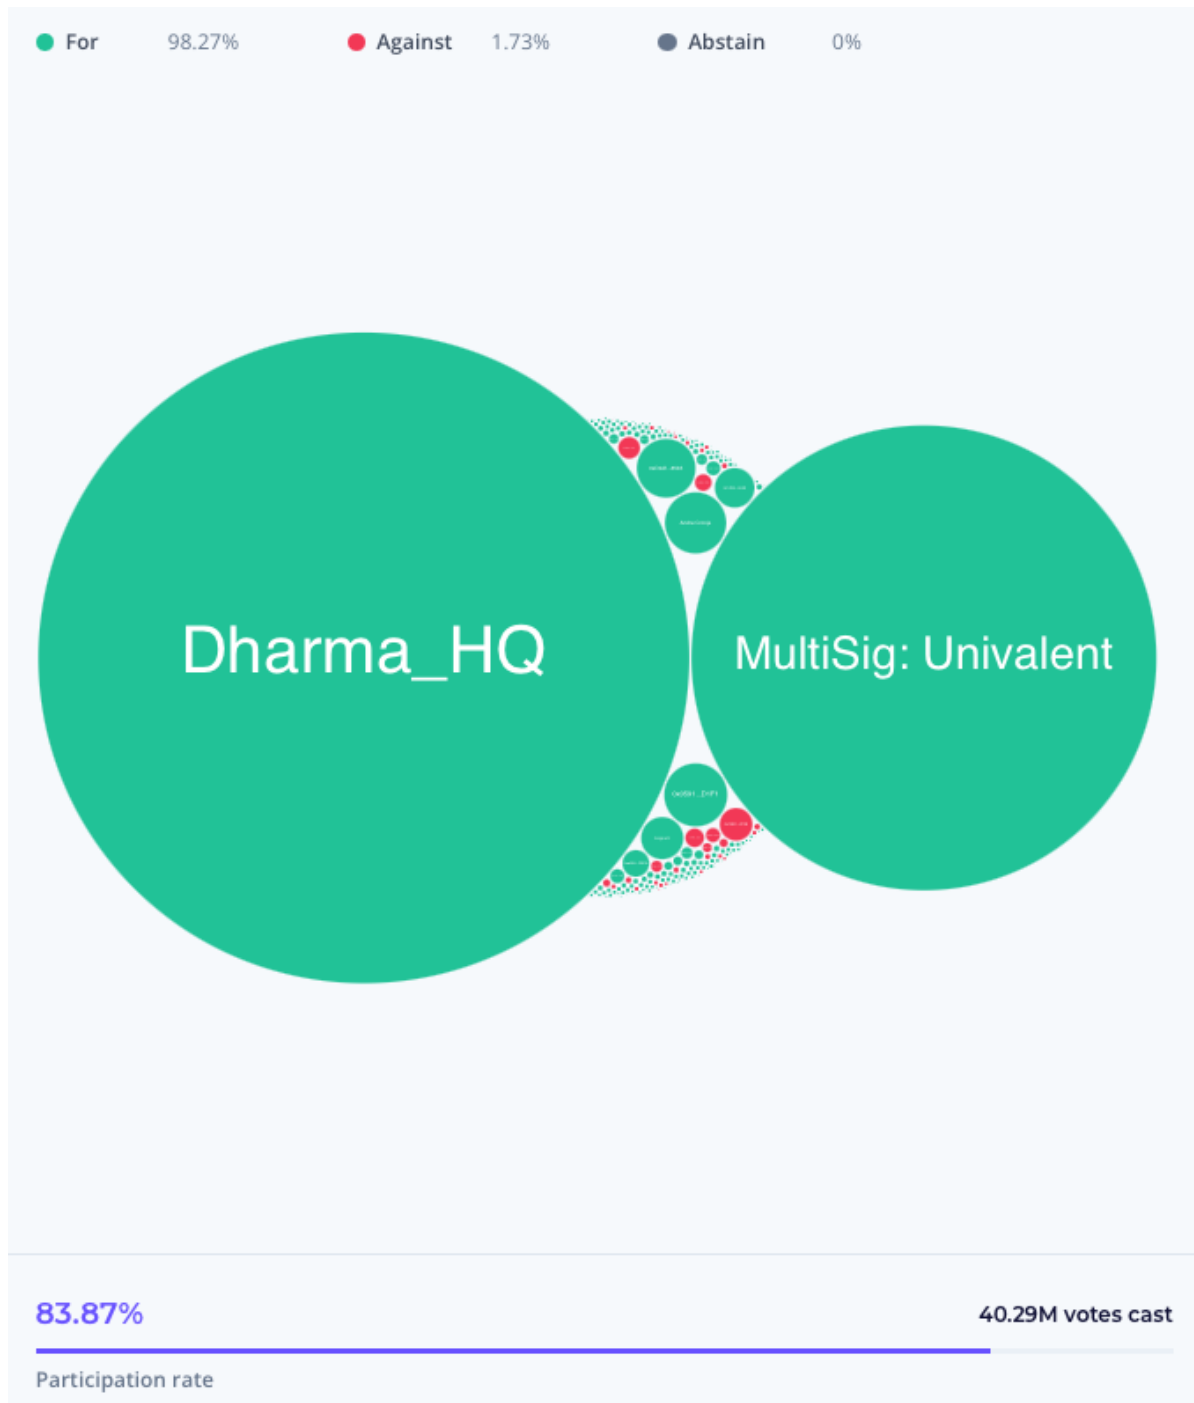 For 98.27% Against 1.73% Abstain 0%
Dharma_HQ
MultiSig: Univalent
83.87%
40.29M votes cast
Participation rate